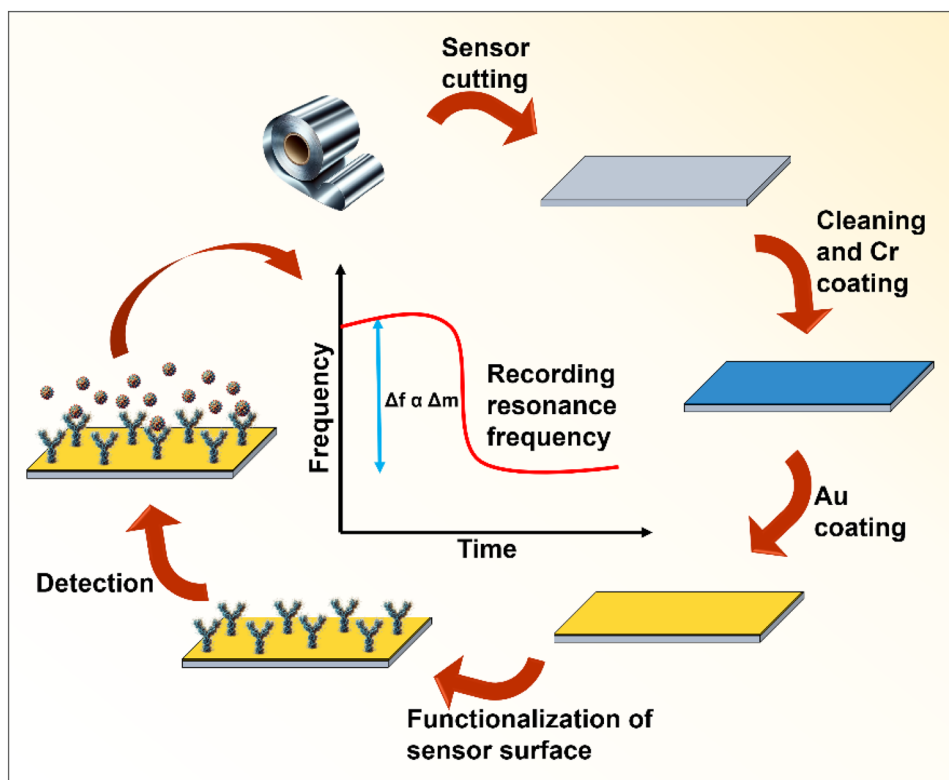 Sensor
cutting
Cleaning
and Cr
coating
Au
coating
Functionalization of
sensor surface
Detection
Frequency
Time
Δf α Δm
Recording
resonance
frequency